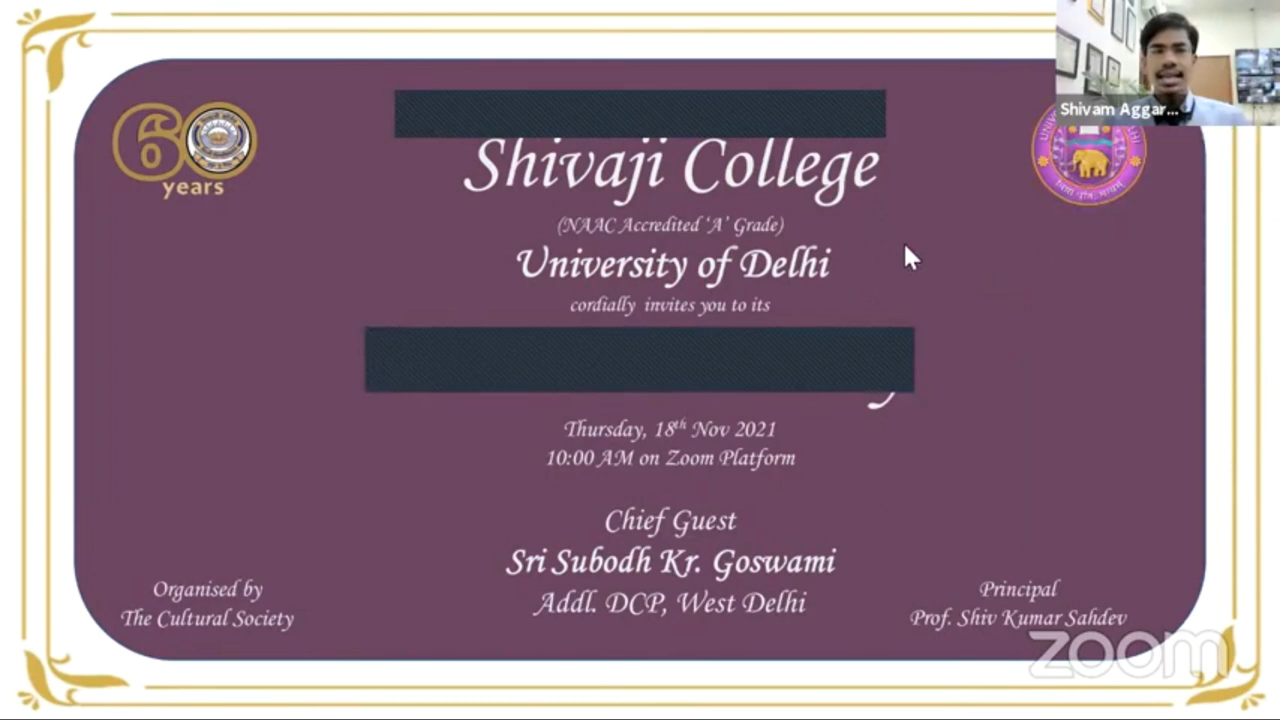 Shivam Aggar...
60
years
Shivaji College
(NAAC Accredited ‘A’ Grade)
University of Delhi
cordially invites you to its
Thursday, 18th Nov 2021
10:00 AM on Zoom Platform
Chief Guest
Sri Subodh Kr. Goswami
Addl. DCP, West Delhi
Organised by
The Cultural Society
Principal
Prof. Shiv Kumar Sahdev
zoom